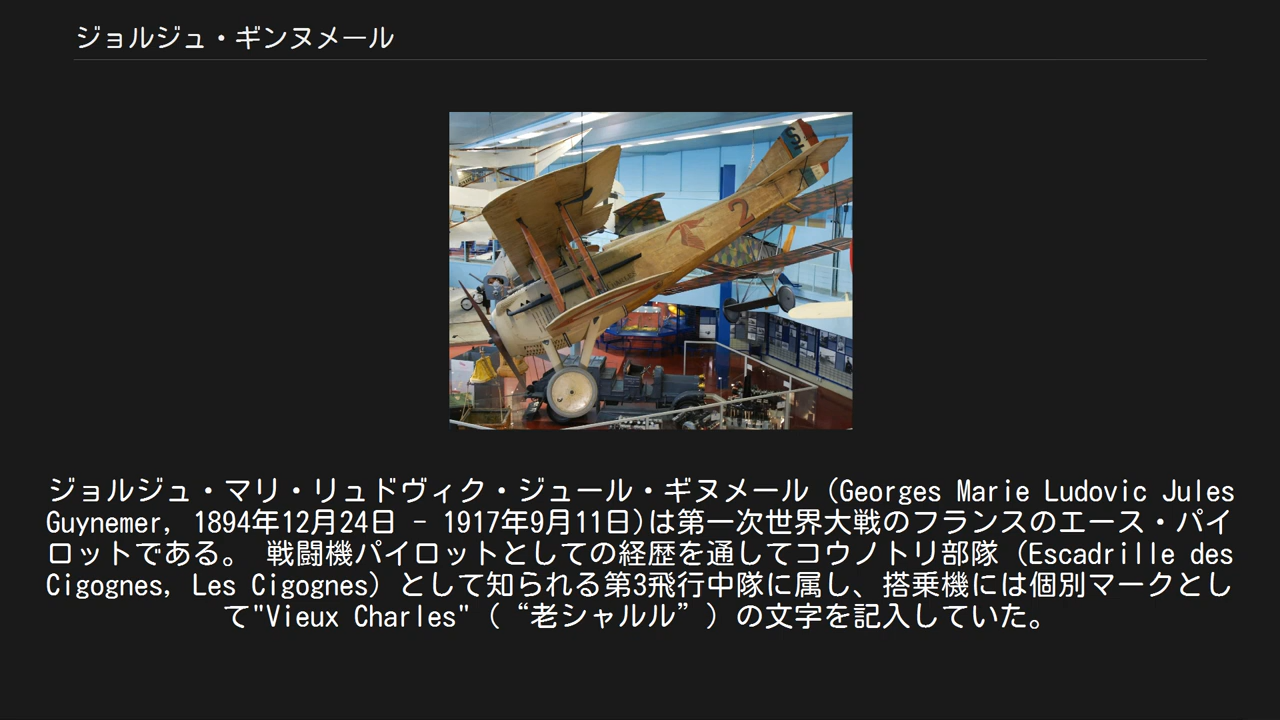 ジョルジュ・ギンヌメール
2
ジョルジュ・マリ・リュドヴィク・ジュール・ギヌメール（Georges Marie Ludovic Jules
Guynemer, 1894年12月24日 - 1917年9月11日)は第一次世界大戦のフランスのエース・パイ
ロットである。 戦闘機パイロットとしての経歴を通してコウノトリ部隊（Escadrille des
Cigognes, Les Cigognes）として知られる第3飛行中隊に属し、搭乗機には個別マークとし
て"Vieux Charles"（“老シャルル”）の文字を記入していた。